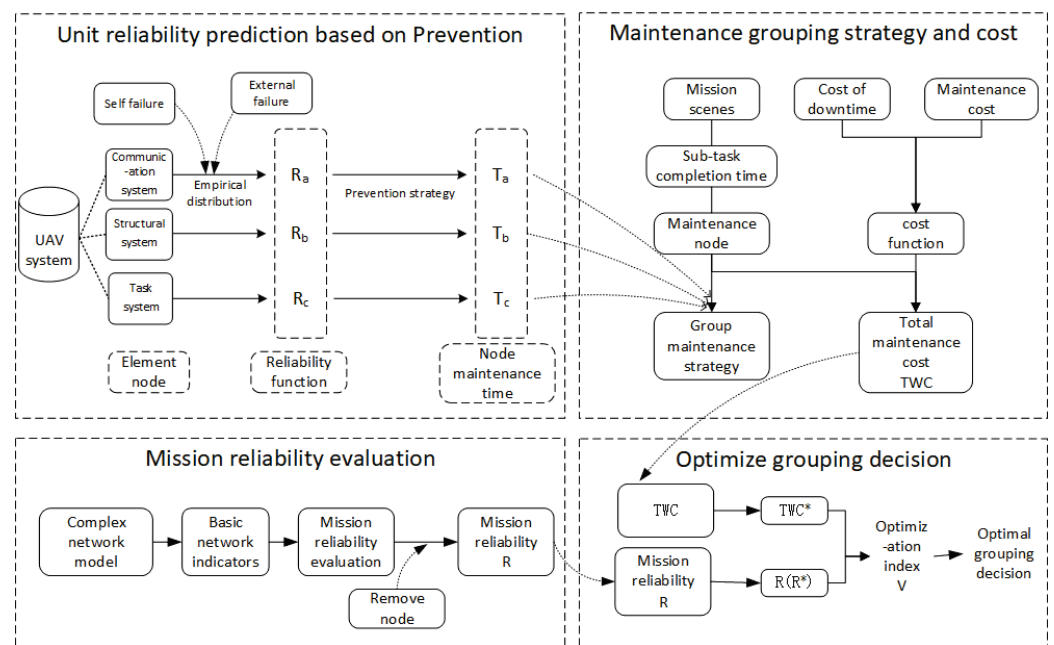 Unit reliability prediction based on Prevention
Self failure
External
failure
Communic
-ation
system
Structural
system
Task
system
UAV
system
Empirical
distribution
Prevention strategy
Ra
Rb
Rc
Ta
Tb
Tc
Element
node
Reliability
function
Node
maintenance
time
Maintenance grouping strategy and cost
Mission
scenes
Cost of
downtime
Maintenance
cost
Sub-task
completion time
Maintenance
node
cost
function
Group
maintenance
strategy
Total
maintenance
cost
TWC
Mission reliability evaluation
Complex
network
model
Basic
network
indicators
Mission
reliability
evaluation
Mission
reliability
R
Remove
node
Optimize grouping decision
TWC
TWC*
Mission
reliability
R
R(R*)
Optimiz
-ation
index
V
Optimal
grouping
decision